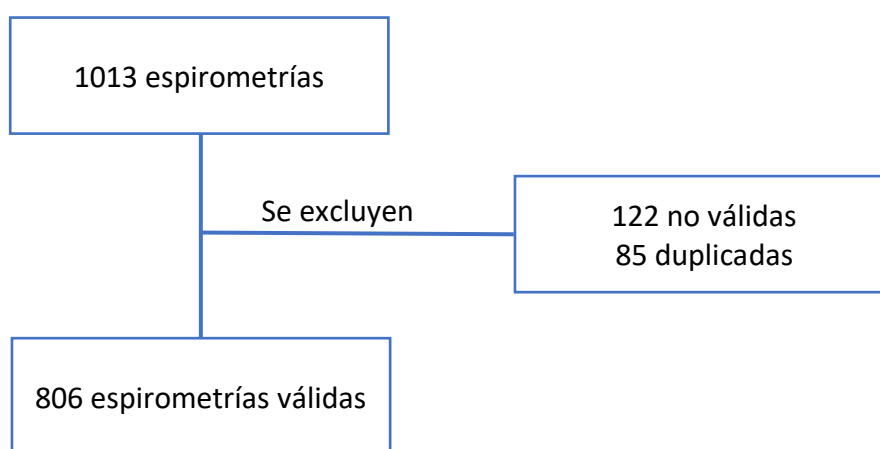 1013 espirometrías
Se excluyen
122 no válidas
85 duplicadas
806 espirometrías válidas